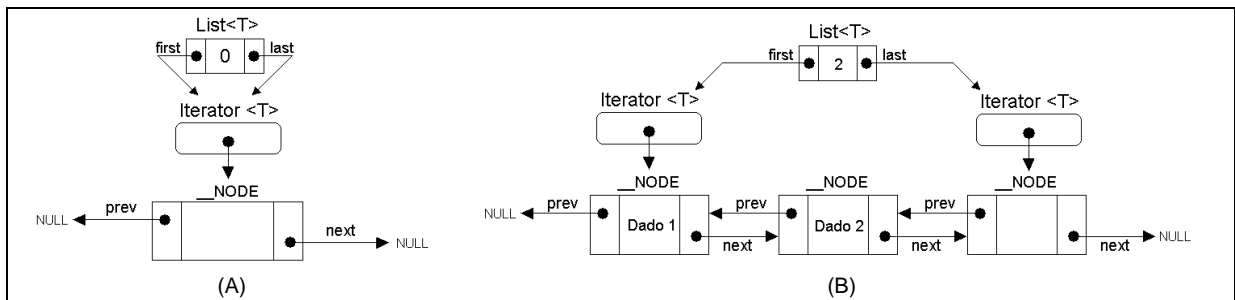 List<T>
first 0 last
Iterator <T>
__NODE
NULL prev
next NULL
(A)
List<T>
first 2 last
Iterator <T> Iterator <T>
__NODE __NODE __NODE
NULL prev Dado 1 prev Dado 2 prev
next next next NULL
(B)